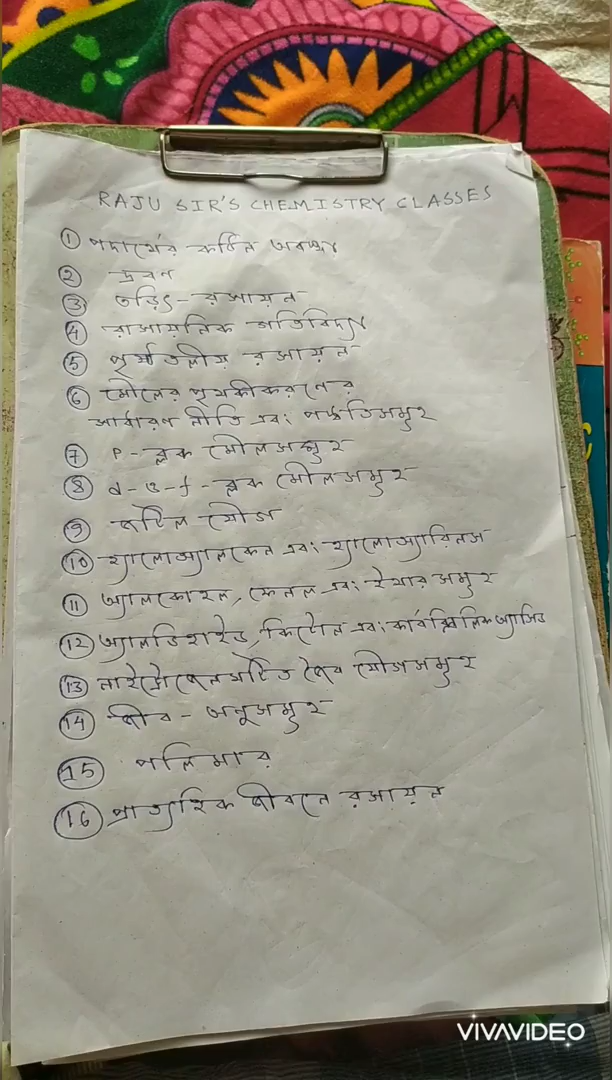 RAJU SIR'S CHEMISTRY CLASSES
① পদার্থের কঠিন অবস্থা
② দ্রবণ
③ তড়িৎ-রসায়ন
④ রাসায়নিক গতিবিদ্যা
⑤ পৃষ্ঠতলীয় রসায়ন
⑥ মৌলের পৃথকীকরণের
সাধারণ নীতি এবং পদ্ধতিসমুহ
⑦ P-ব্লক মৌলসমুহ
⑧ d-ও-f-ব্লক মৌলসমুহ
⑨ জটিল যৌগ
⑩ হ্যালোঅ্যালকেন এবং হ্যালোঅ্যারিনস
⑪ অ্যালকোহল, ফেনল এবং ইথার সমুহ
⑫ অ্যালডিহাইড, কিটোন এবং কার্বক্সিলিক অ্যাসিড
⑬ নাইট্রোজেনঘটিত জৈব যৌগসমুহ
⑭ জীব-অনুসমুহ
⑮ পলিমার
⑯ প্রাত্যহিক জীবনে রসায়ন
VIVAVIDEO